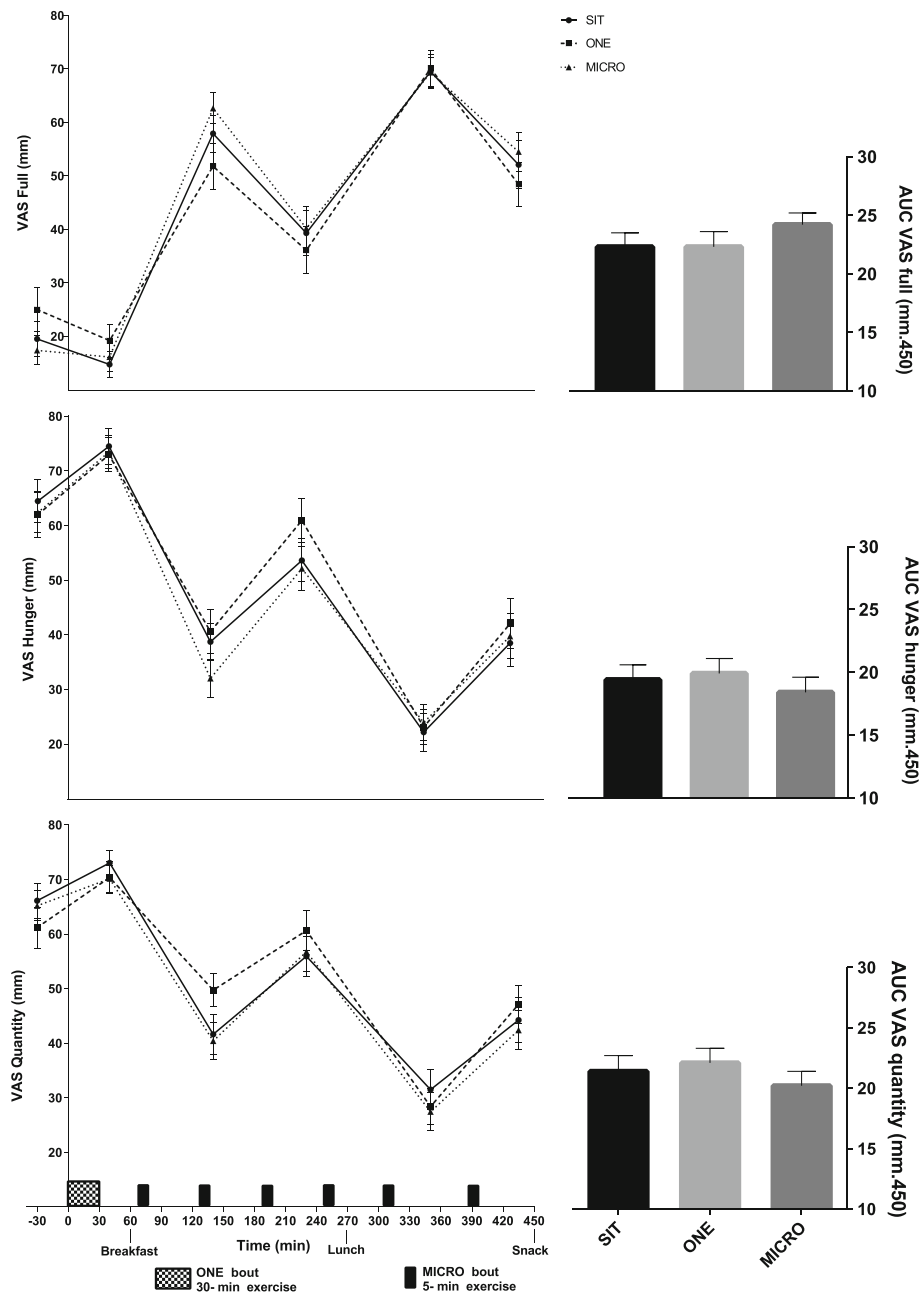 SIT
ONE
MICRO
VAS Full (mm)
80
70
60
50
40
30
20
AUC VAS full (mm.450)
30
25
20
15
10
VAS Hunger (mm)
80
70
60
50
40
30
20
AUC VAS hunger (mm.450)
30
25
20
15
10
VAS Quantity (mm)
80
70
60
50
40
30
20
AUC VAS quantity (mm.450)
30
25
20
15
10
-30 0 30 60 90 120 150 180 210 240 270 300 330 360 390 420 450
Breakfast Time (min) Lunch Snack
SIT ONE MICRO
ONE bout
30- min exercise
MICRO bout
5-min exercise